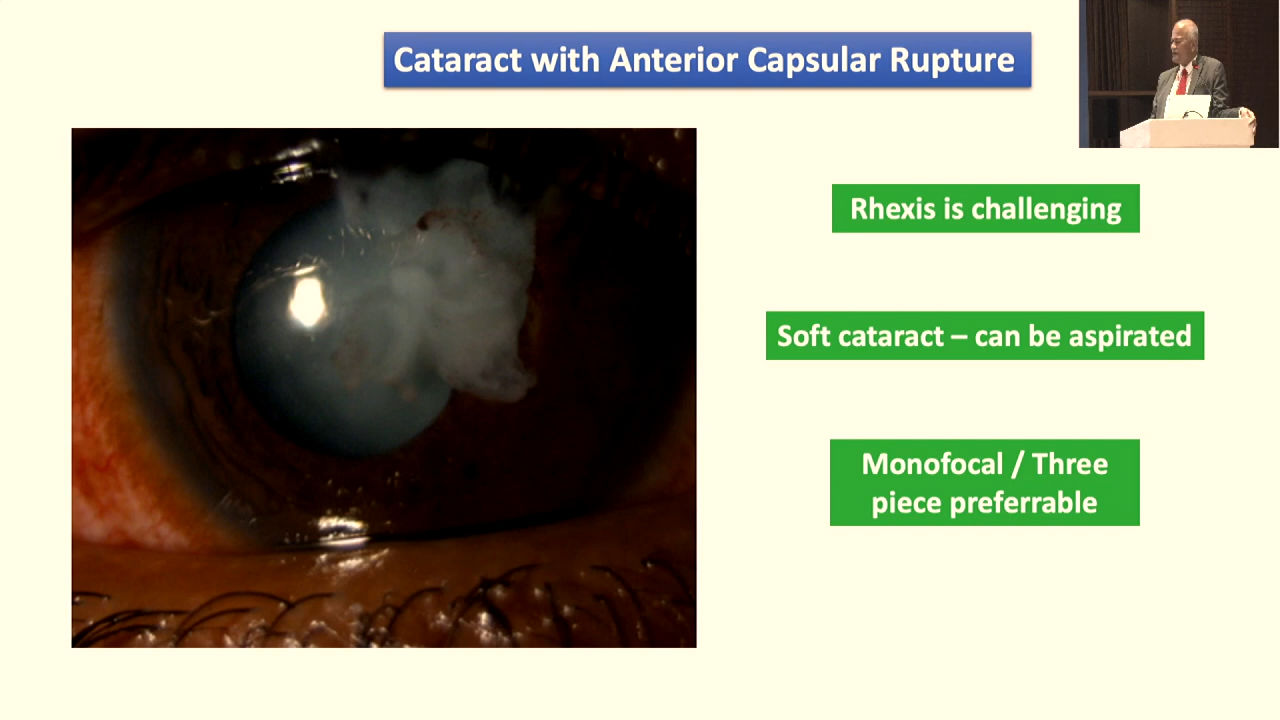 Cataract with Anterior Capsular Rupture
Rhexis is challenging
Soft cataract – can be aspirated
Monofocal / Three
piece preferrable